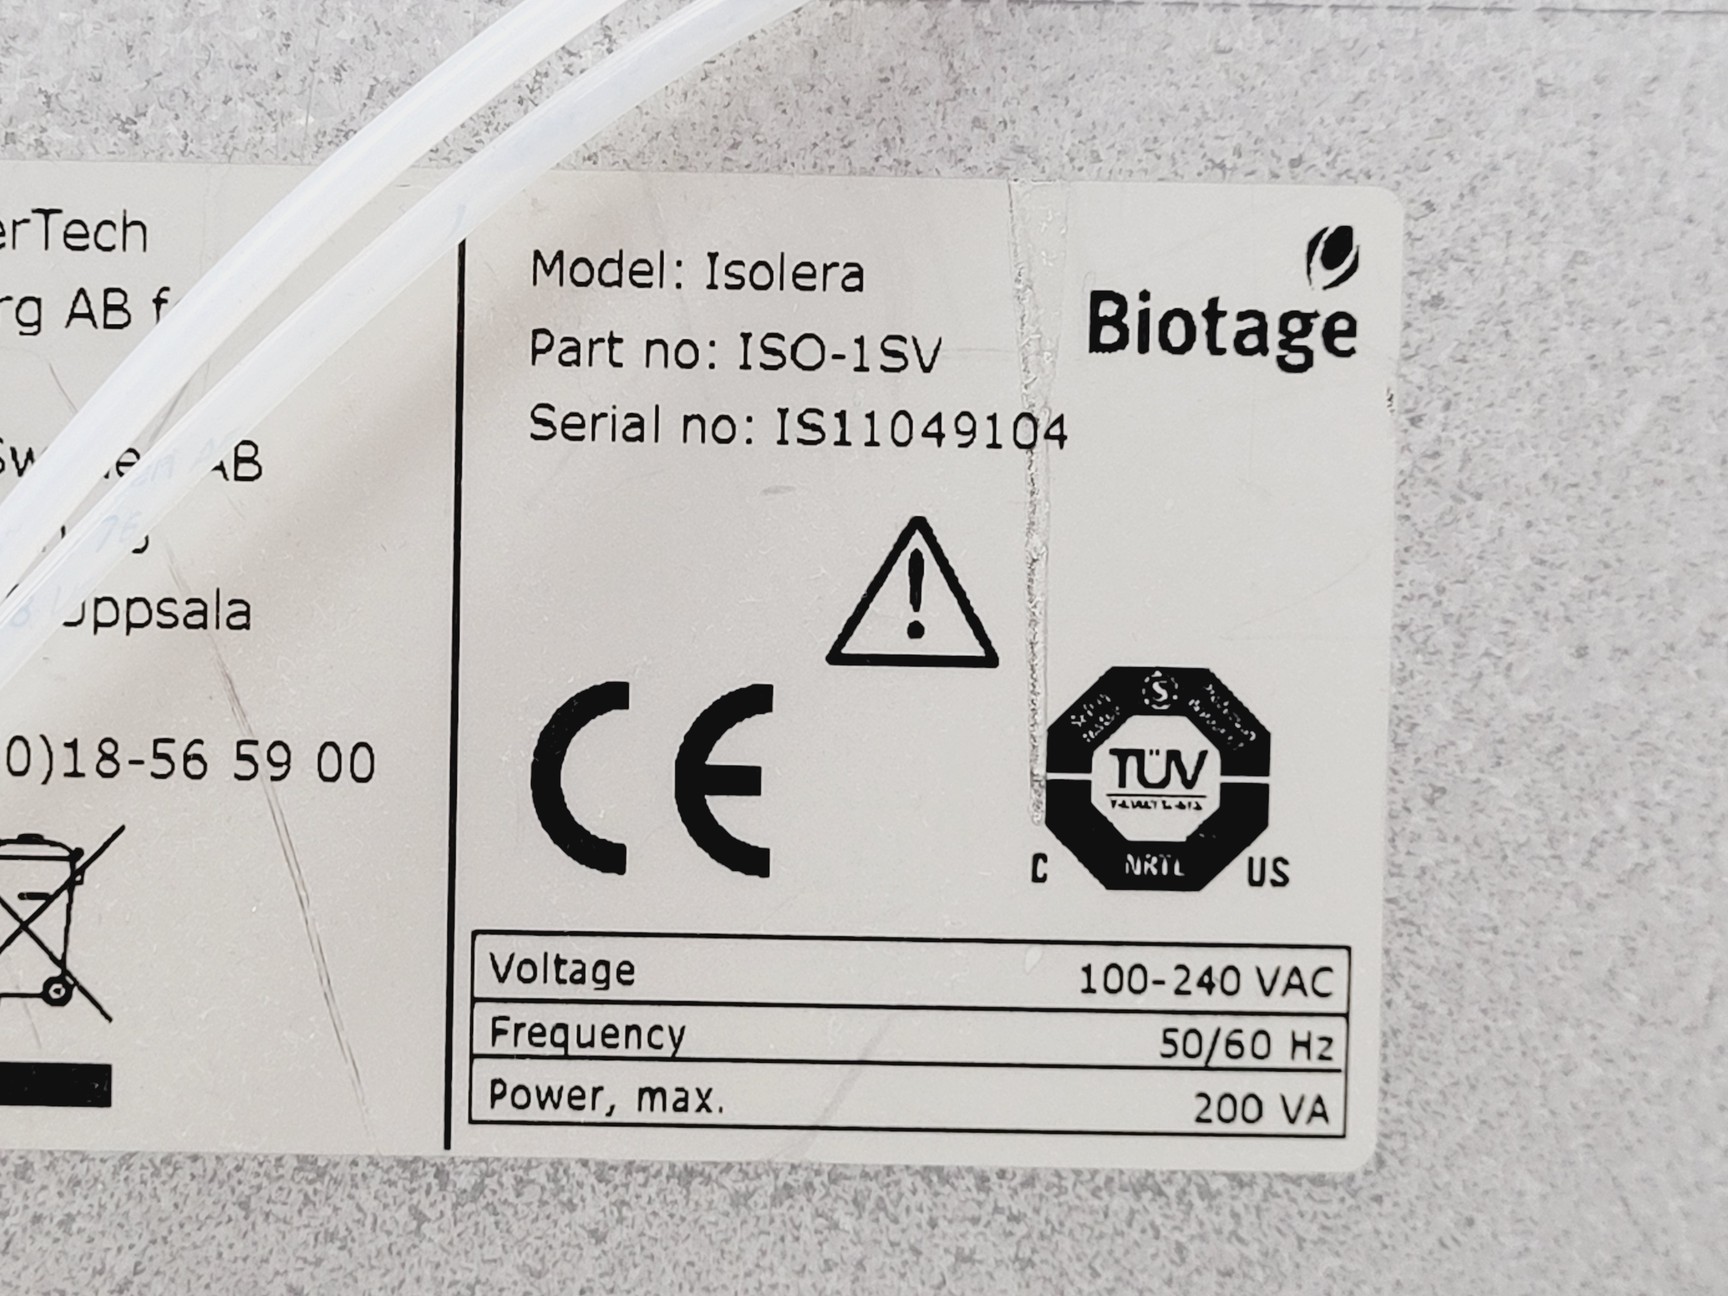 erTech
rg AB f
AB
Uppsala
0)18-56 59 00
Model: Isolera
Part no: ISO-1SV
Serial no: IS11049104
Biotage
CE
S
TÜV
NRTL
C US
Voltage 100-240 VAC
Frequency 50/60 Hz
Power, max. 200 VA